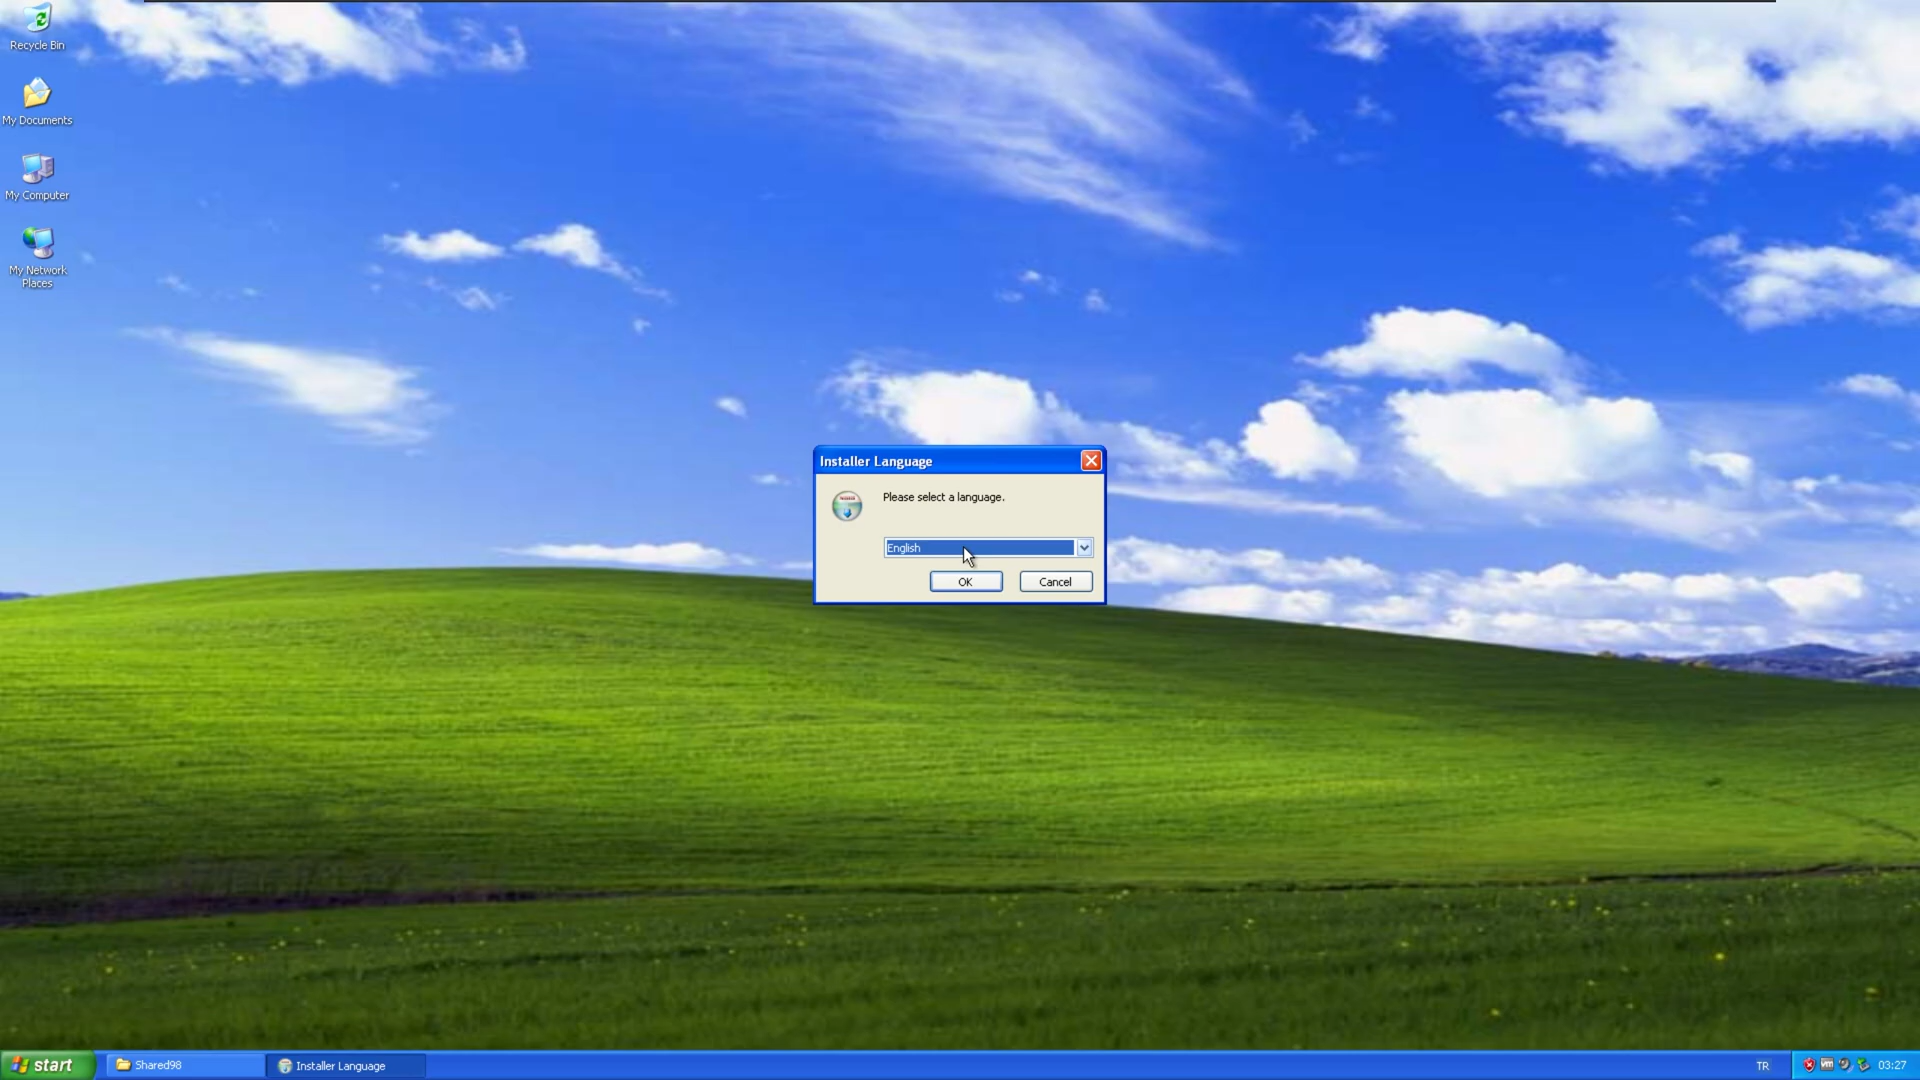 Recycle Bin
My Documents
My Computer
My Network
Places
Installer Language
Please select a language.
English
OK
Cancel
start
Shared98
Installer Language
TR
03:27